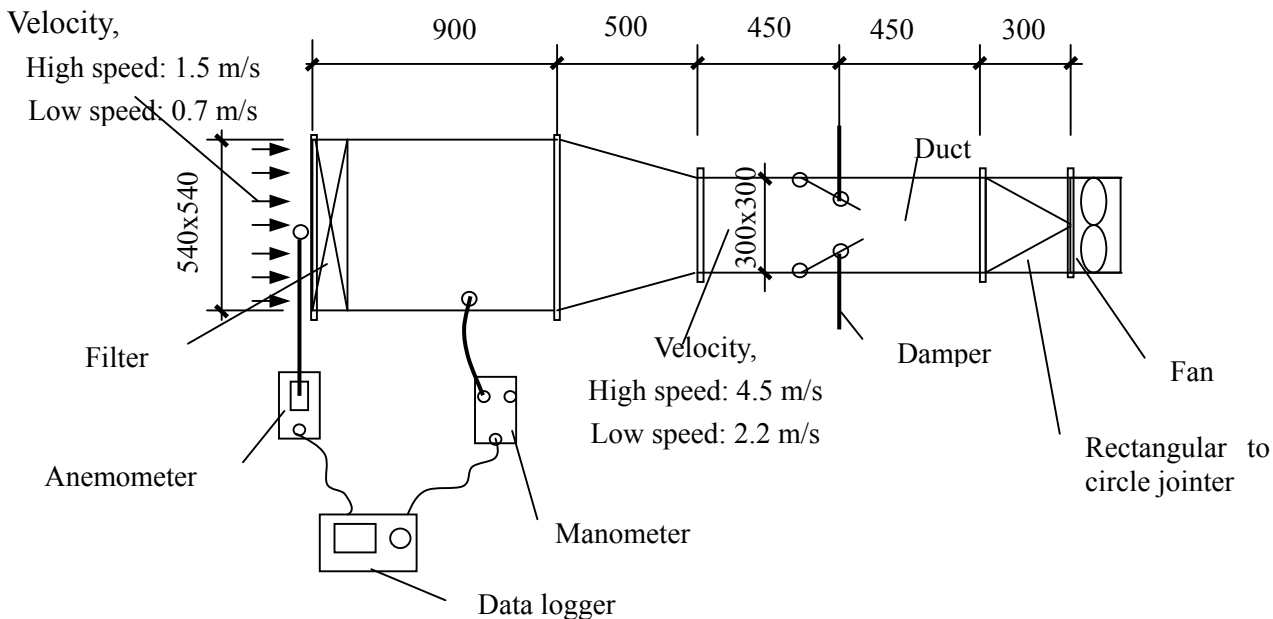 Velocity,
High speed: 1.5 m/s
Low speed: 0.7 m/s
900
500
450
450
300
540x540
300x300
Duct
Filter
Velocity,
High speed: 4.5 m/s
Low speed: 2.2 m/s
Damper
Fan
Rectangular to
circle jointer
Anemometer
Manometer
Data logger